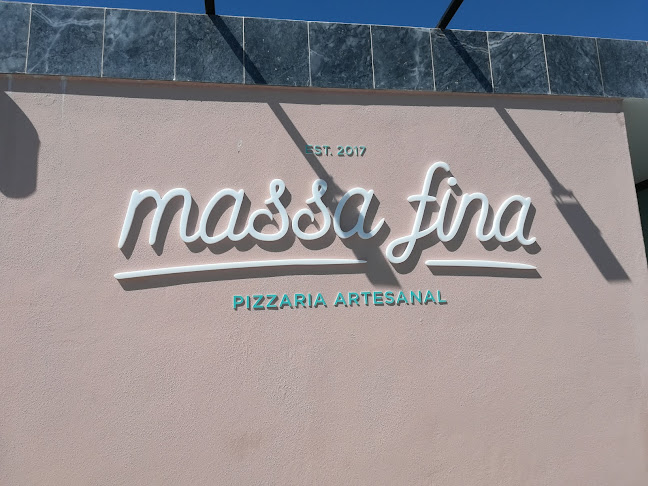 EST. 2017
massa fina
PIZZARIA ARTESANAL